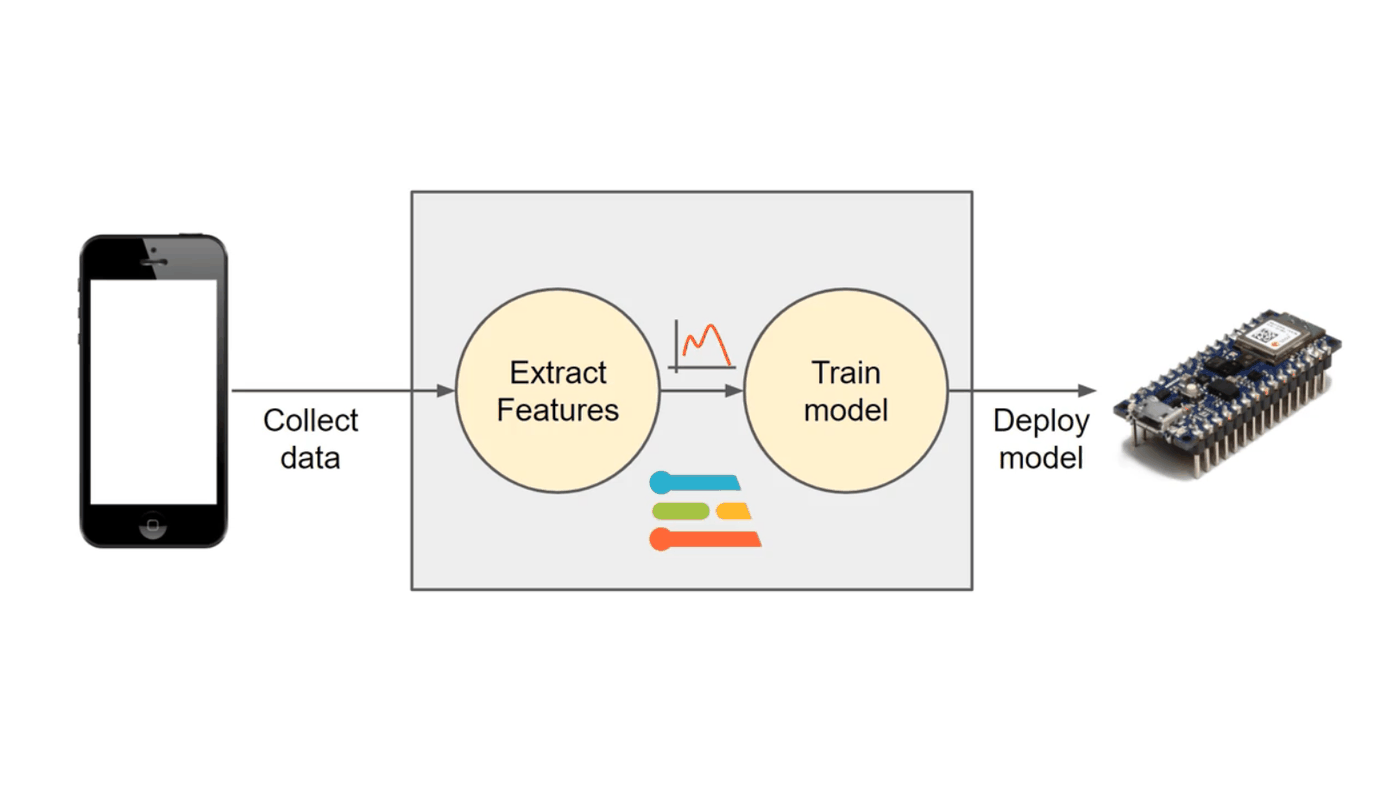 Collect
data
Extract
Features
Train
model
Deploy
model